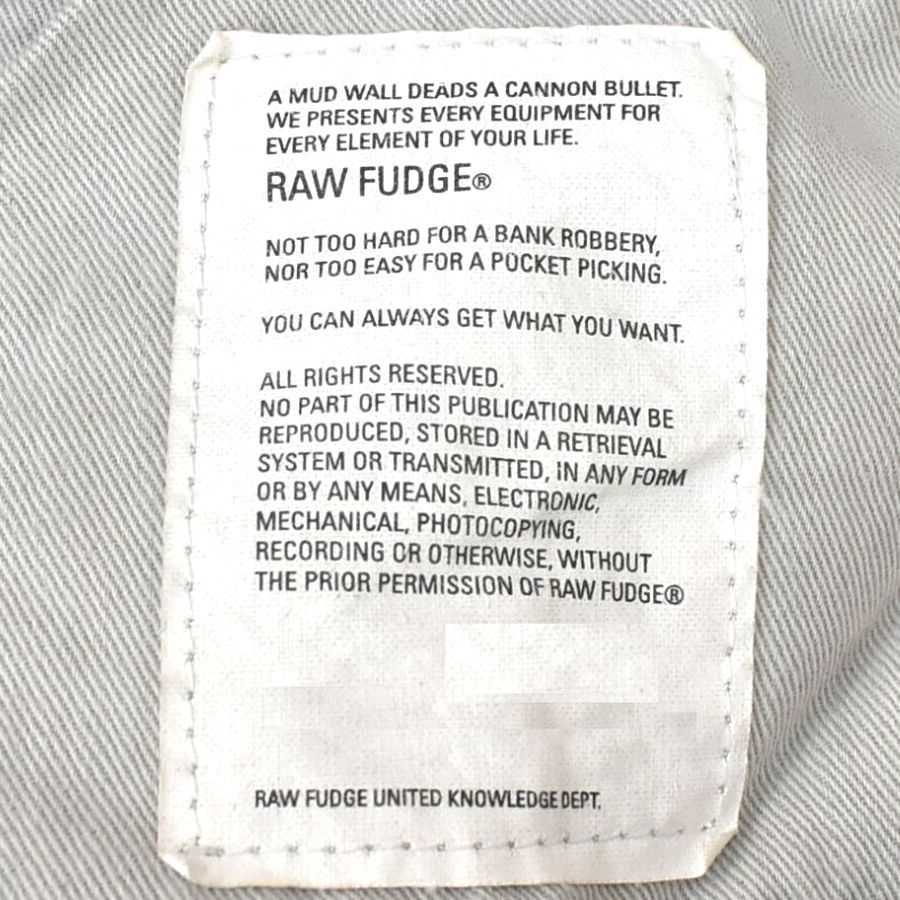 A MUD WALL DEADS A CANNON BULLET.
WE PRESENTS EVERY EQUIPMENT FOR
EVERY ELEMENT OF YOUR LIFE.
RAW FUDGE®
NOT TOO HARD FOR A BANK ROBBERY,
NOR TOO EASY FOR A POCKET PICKING.
YOU CAN ALWAYS GET WHAT YOU WANT.
ALL RIGHTS RESERVED.
NO PART OF THIS PUBLICATION MAY BE
REPRODUCED, STORED IN A RETRIEVAL
SYSTEM OR TRANSMITTED, IN ANY FORM
OR BY ANY MEANS, ELECTRONIC,
MECHANICAL, PHOTOCOPYING,
RECORDING OR OTHERWISE, WITHOUT
THE PRIOR PERMISSION OF RAW FUDGE®
RAW FUDGE UNITED KNOWLEDGE DEPT.